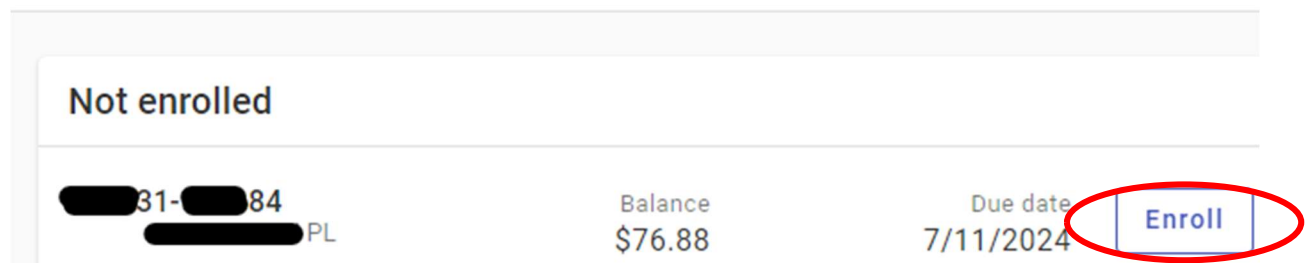 Not enrolled
31- 84
PL
Balance
$76.88
Due date
7/11/2024
Enroll